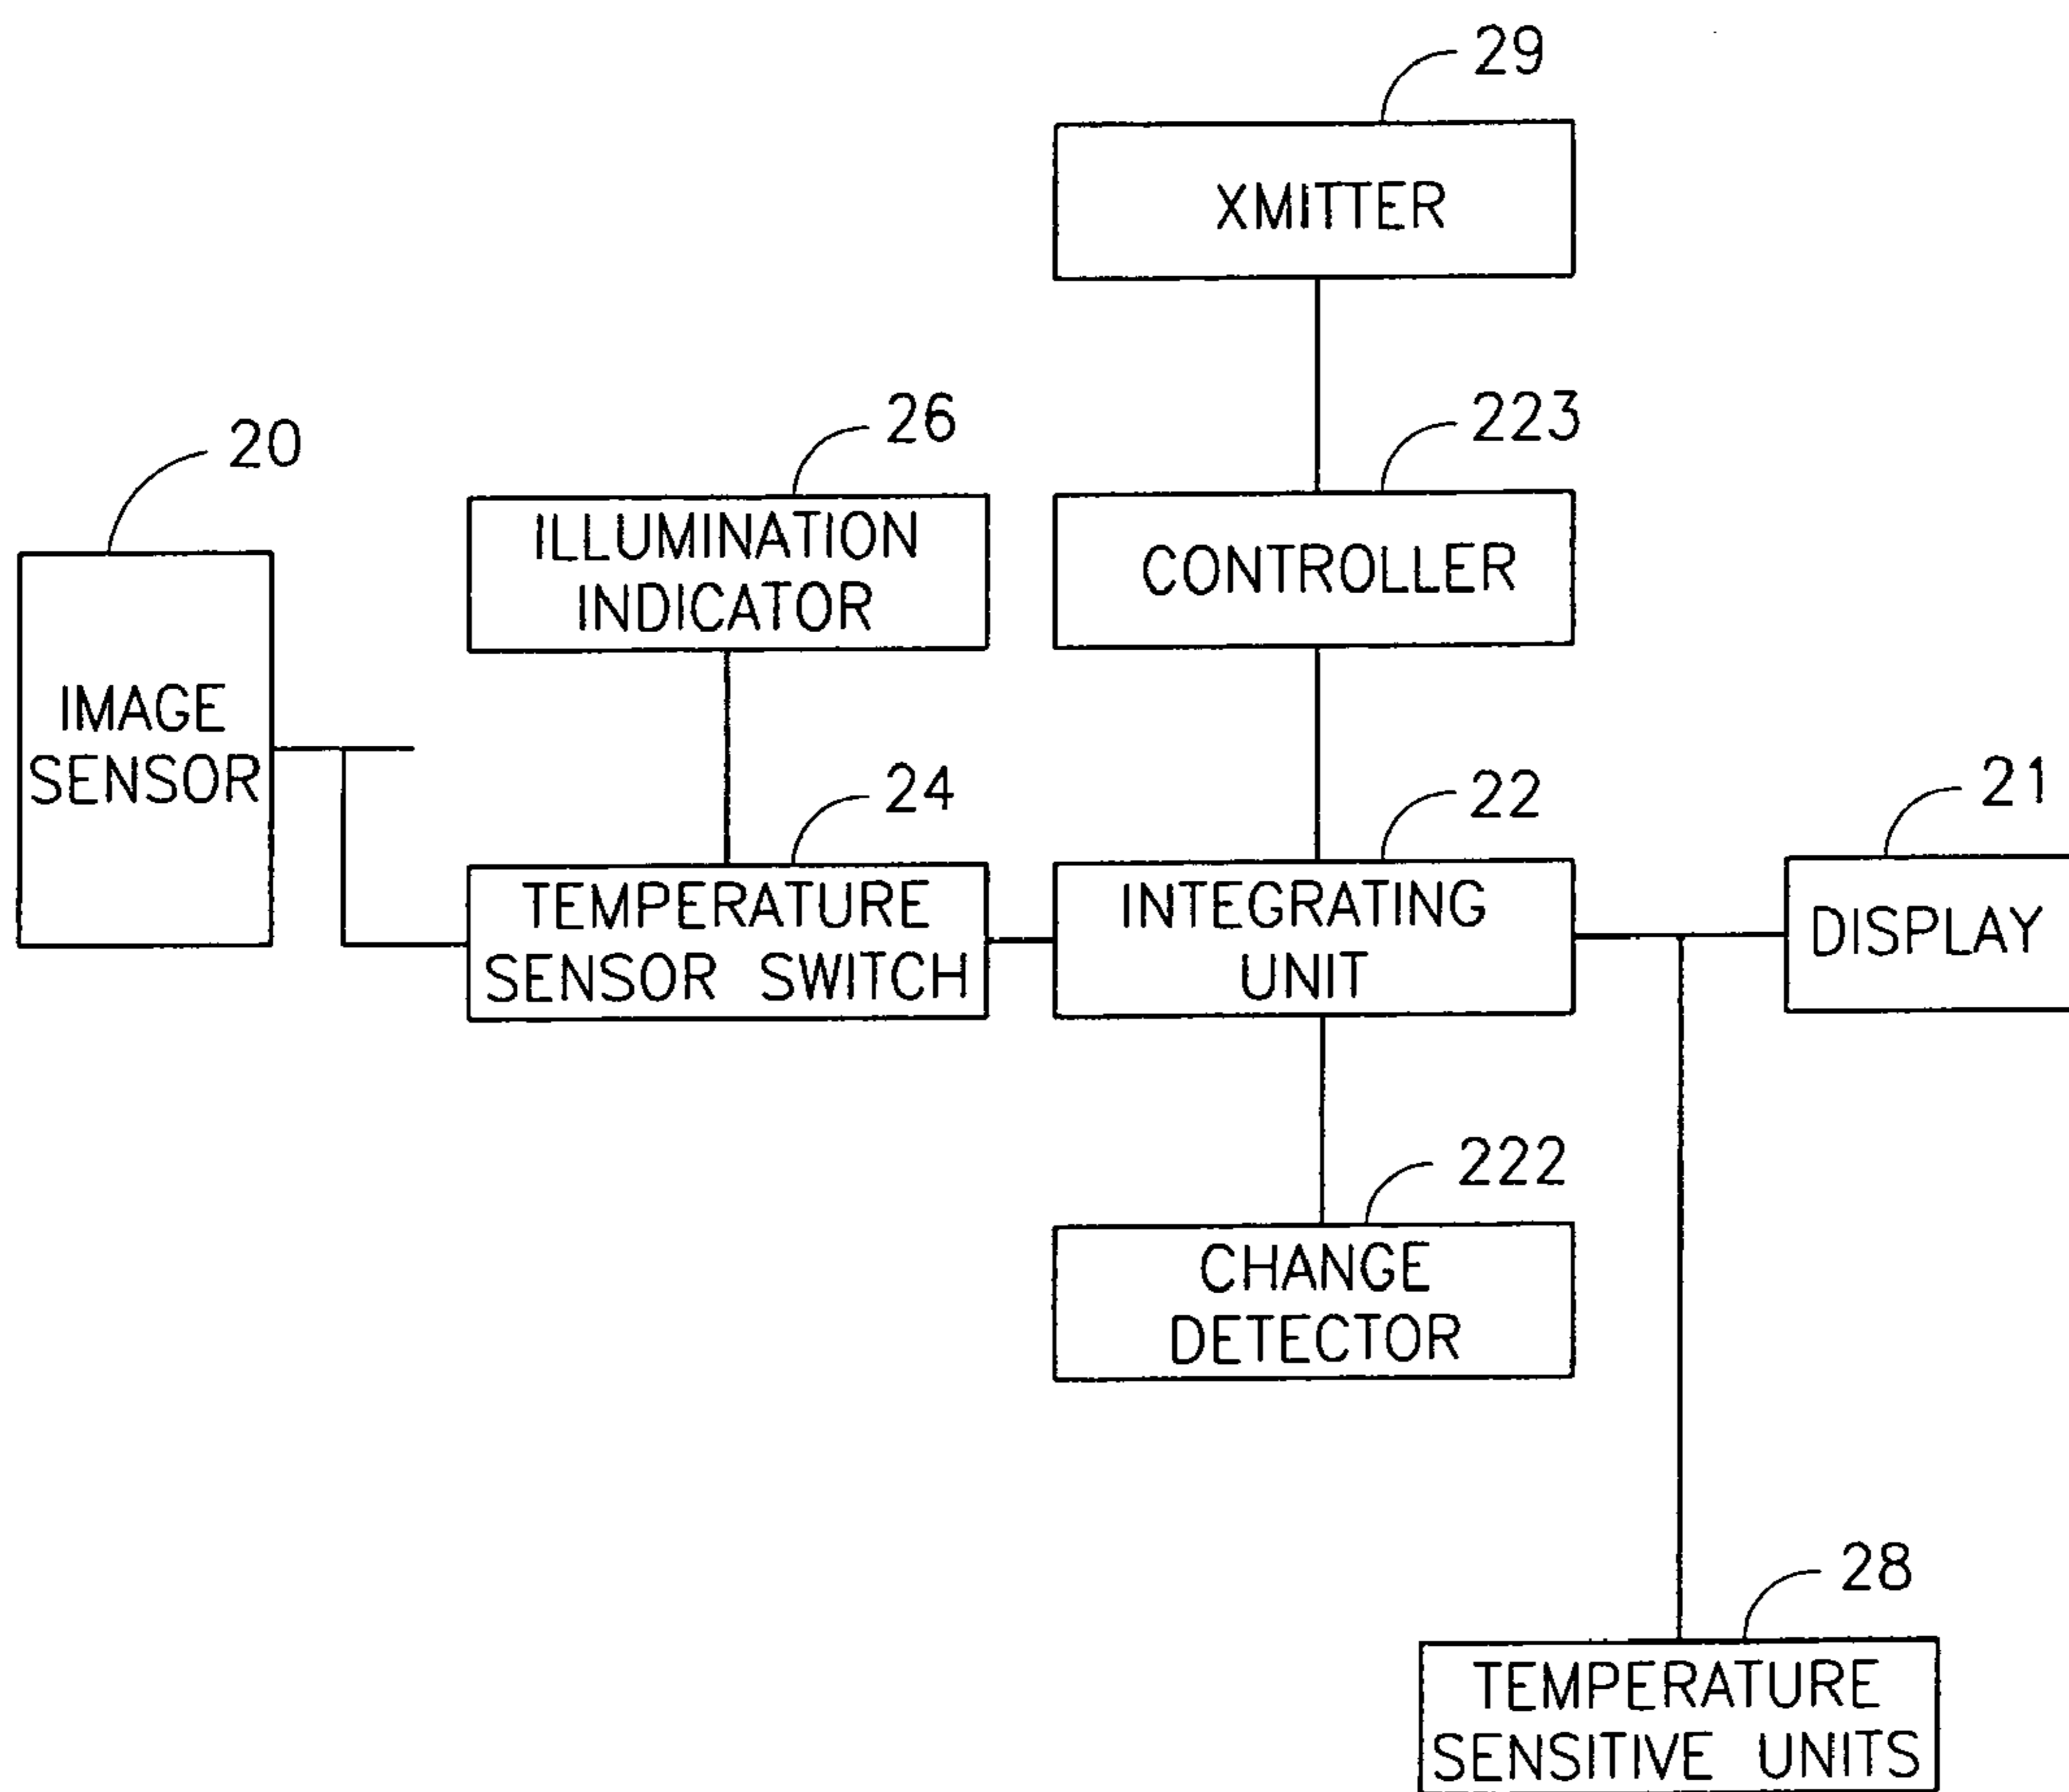 29
XMITTER
223
26
20
ILLUMINATION
INDICATOR
CONTROLLER
IMAGE
SENSOR
24
22
21
TEMPERATURE
SENSOR SWITCH
INTEGRATING
UNIT
DISPLAY
222
CHANGE
DETECTOR
28
TEMPERATURE
SENSITIVE UNITS